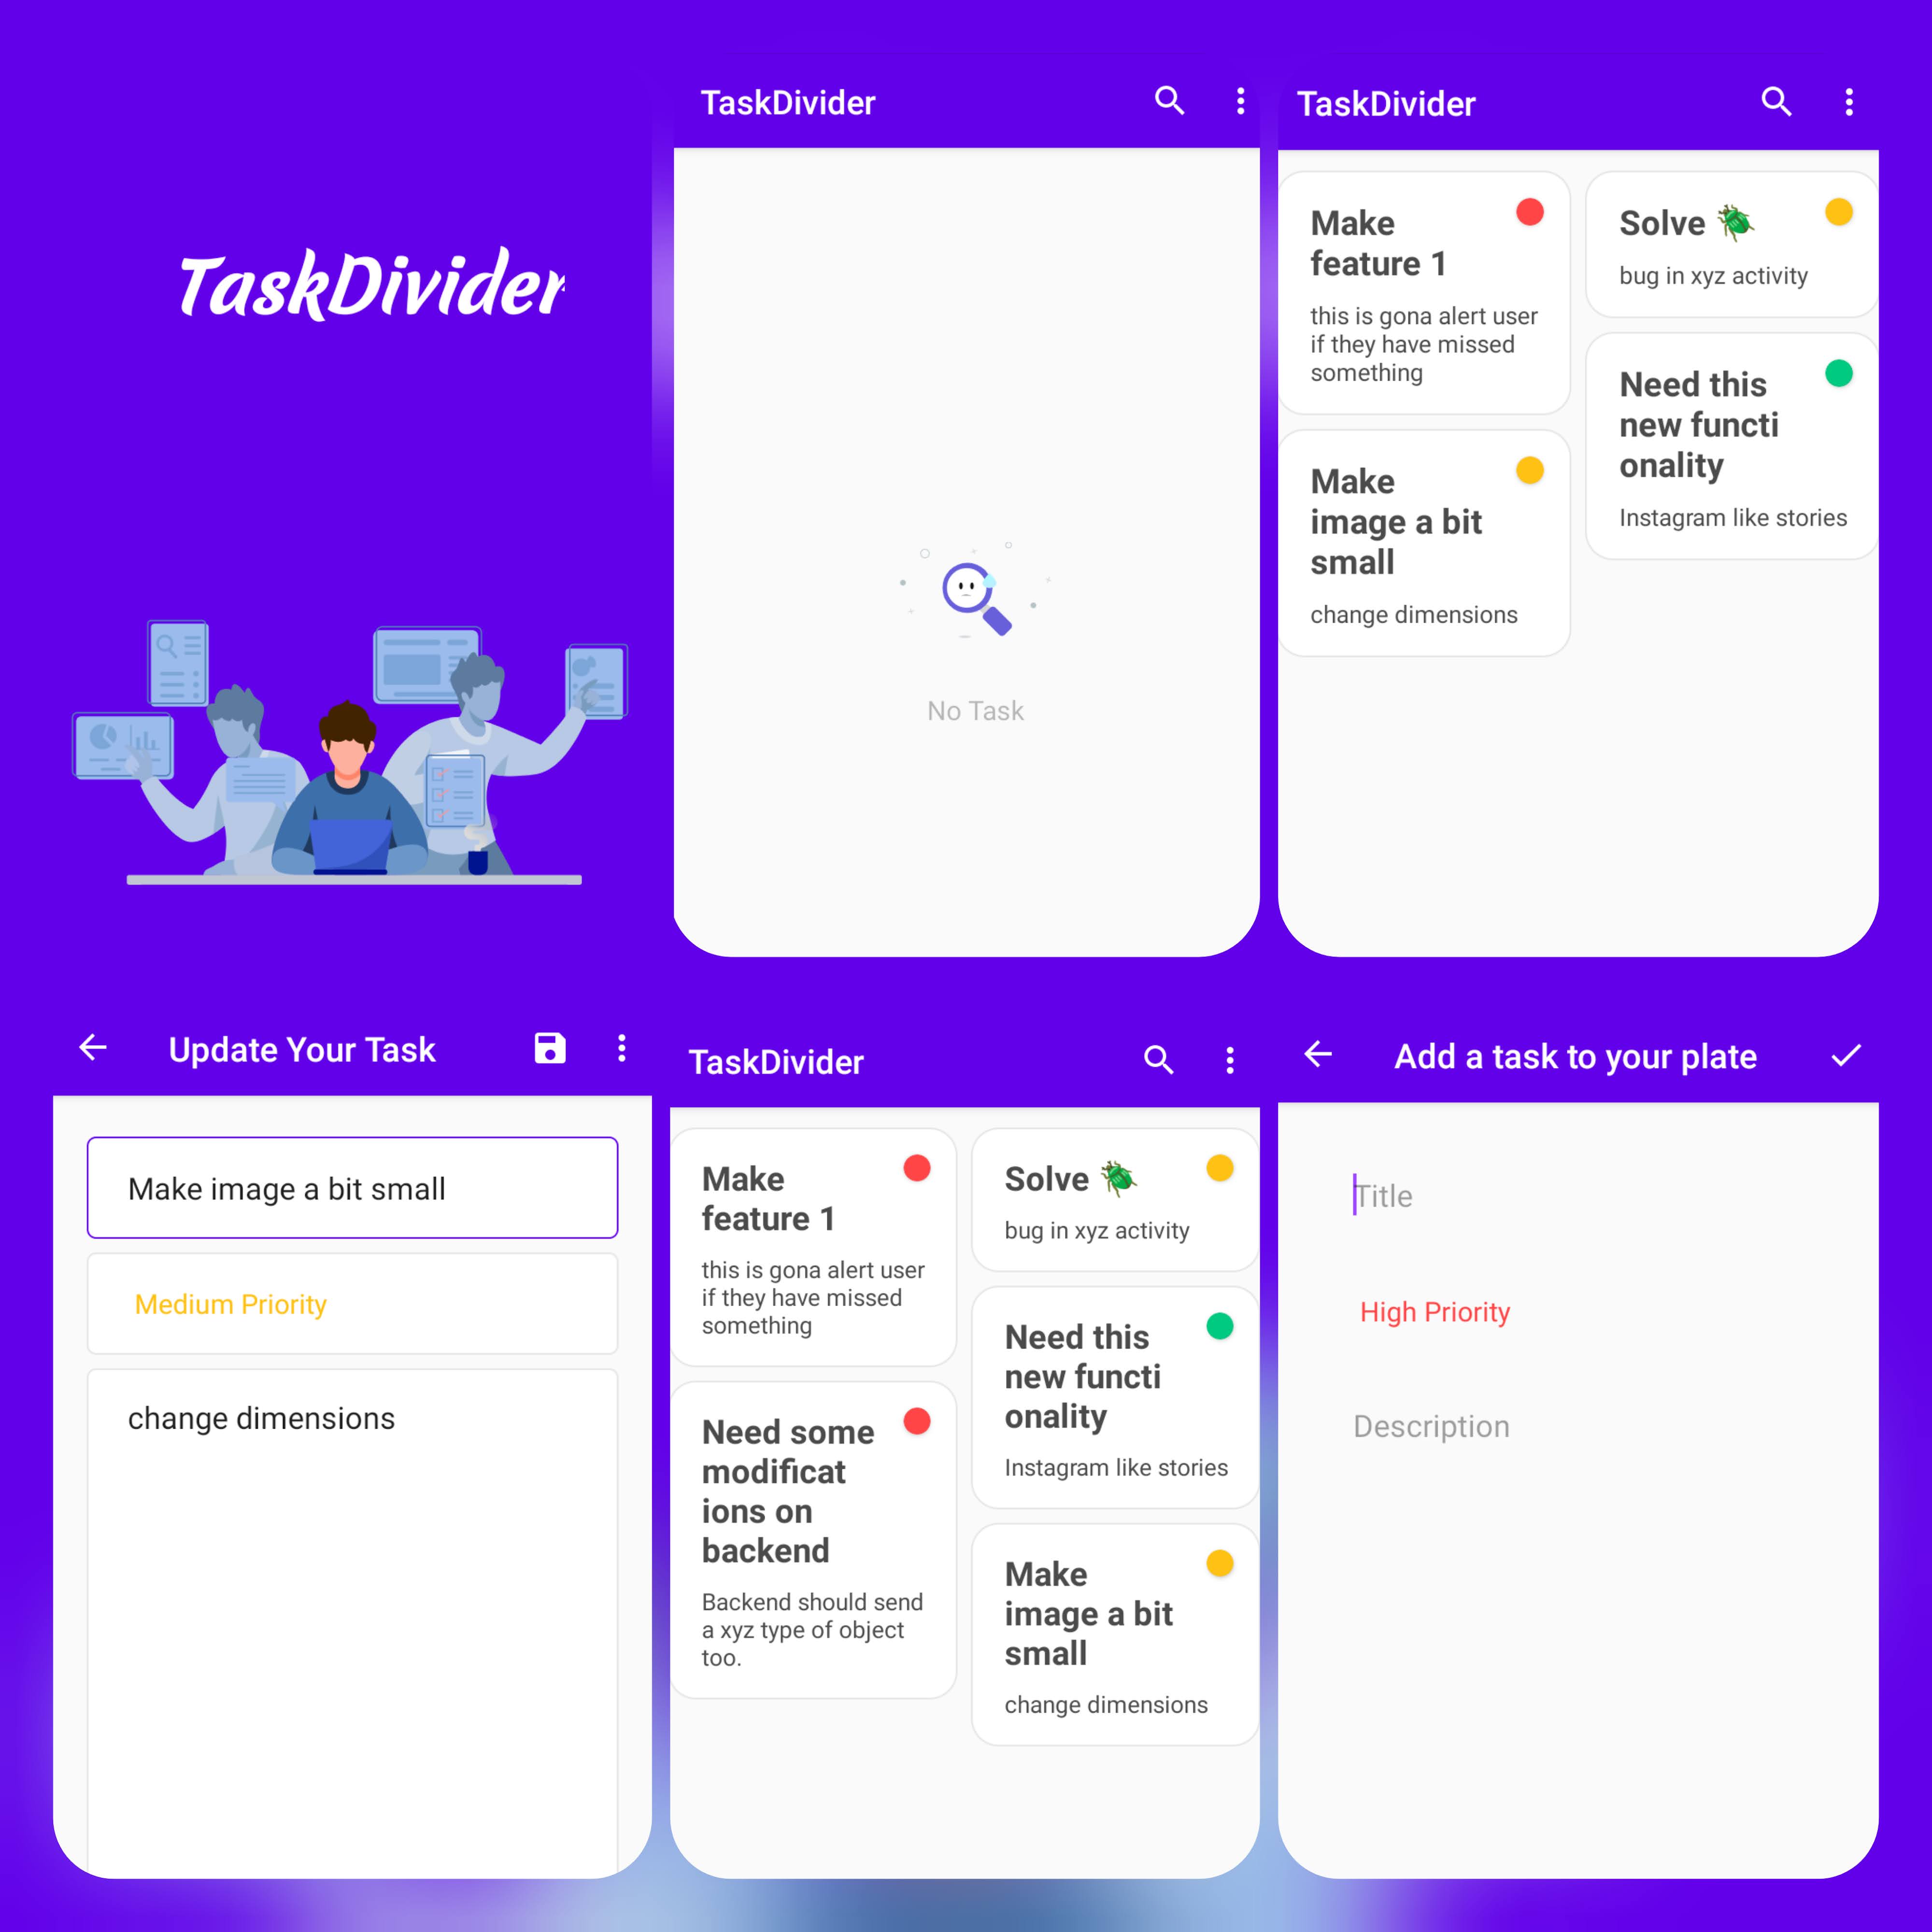 TaskDivider
TaskDivider
No Task
TaskDivider
Make
feature 1
this is gona alert user
if they have missed
something
Make
image a bit
small
change dimensions
Solve
bug in xyz activity
Need this
new functi
onality
Instagram like stories
Update Your Task
Make image a bit small
Medium Priority
change dimensions
TaskDivider
Make
feature 1
this is gona alert user
if they have missed
something
Need some
modificat
ions on
backend
Backend should send
a xyz type of object
too.
Solve
bug in xyz activity
Need this
new functi
onality
Instagram like stories
Make
image a bit
small
change dimensions
Add a task to your plate
Title
High Priority
Description